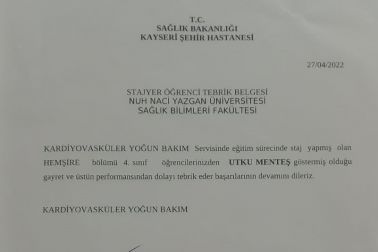 T.C.
SAĞLIK BAKANLIĞI
KAYSERİ ŞEHİR HASTANESİ
27/04/2022
STAJYER ÖĞRENCİ TEBRİK BELGESİ
NUH NACİ YAZGAN ÜNİVERSİTESİ
SAĞLIK BİLİMLERİ FAKÜLTESİ
KARDİYOVASKÜLER YOĞUN BAKIM Servisinde eğitim sürecinde staj yapmış olan
HEMŞİRE bölümü 4. sınıf öğrencilerinizden UTKU MENTEŞ göstermiş olduğu
gayret ve üstün performansından dolayı tebrik eder başarılarının devamını dileriz.
KARDİYOVASKÜLER YOĞUN BAKIM